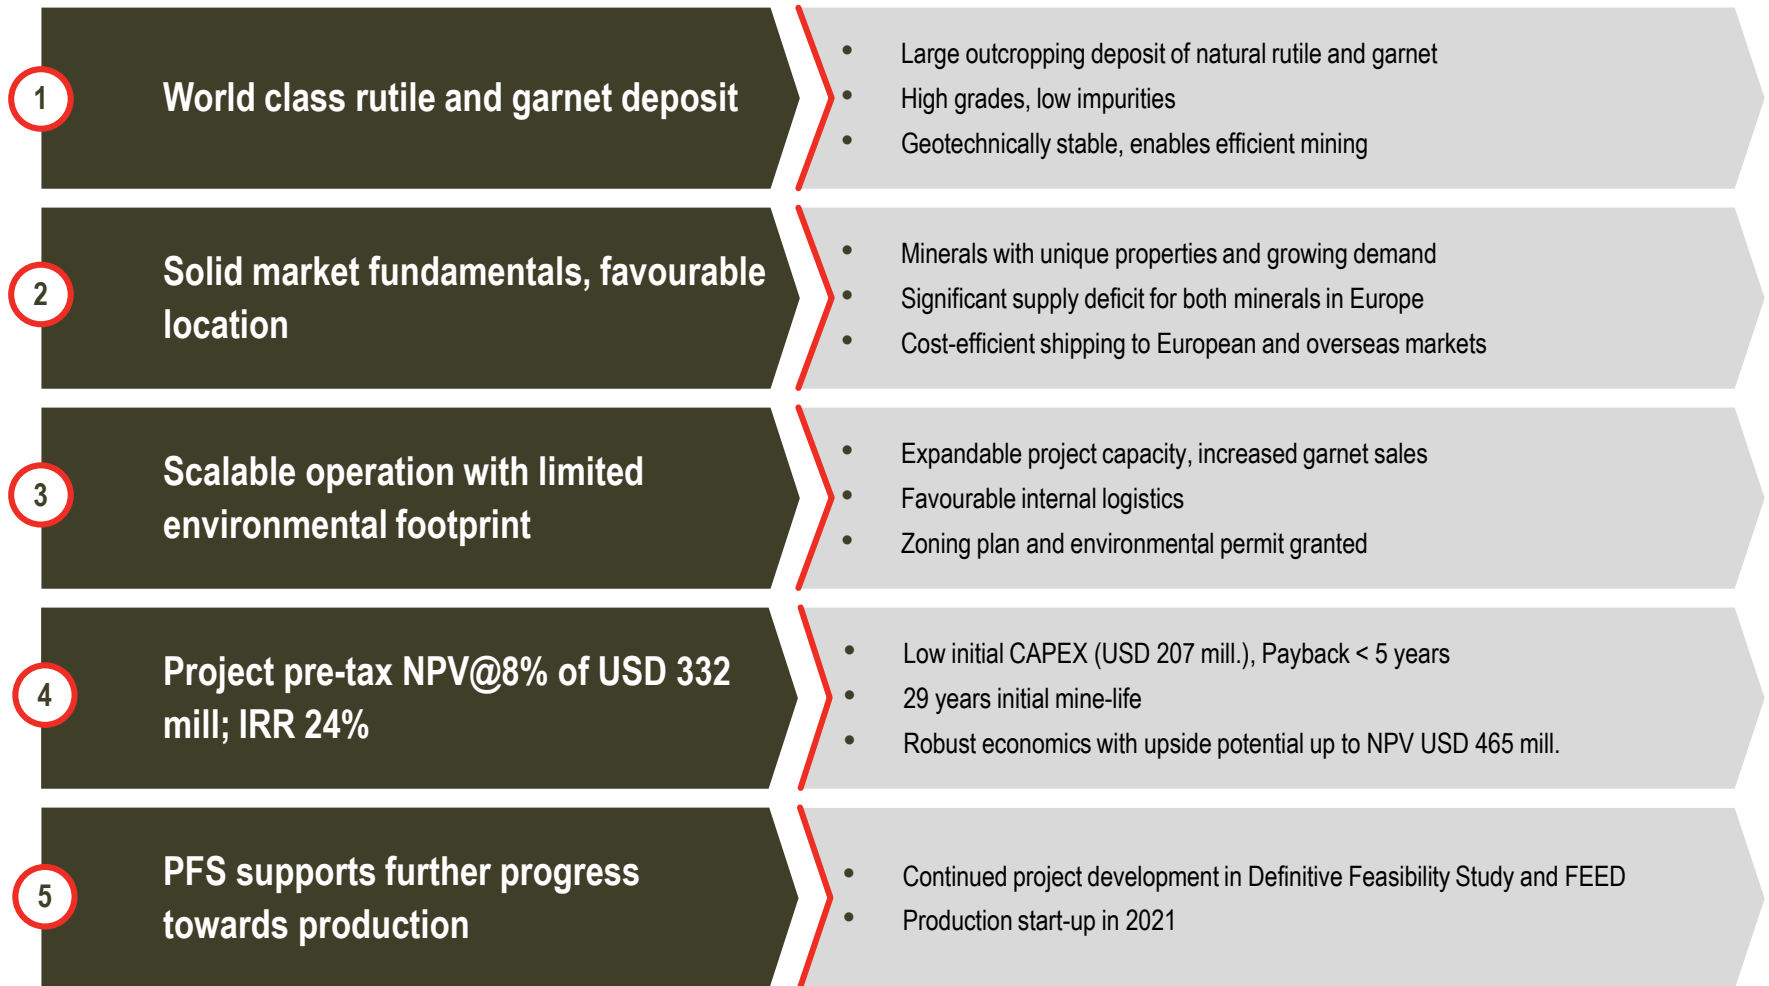 1
World class rutile and garnet deposit
• Large outcropping deposit of natural rutile and garnet
• High grades, low impurities
• Geotechnically stable, enables efficient mining
2
Solid market fundamentals, favourable
location
• Minerals with unique properties and growing demand
• Significant supply deficit for both minerals in Europe
• Cost-efficient shipping to European and overseas markets
3
Scalable operation with limited
environmental footprint
• Expandable project capacity, increased garnet sales
• Favourable internal logistics
• Zoning plan and environmental permit granted
4
Project pre-tax NPV@8% of USD 332
mill; IRR 24%
• Low initial CAPEX (USD 207 mill.), Payback < 5 years
• 29 years initial mine-life
• Robust economics with upside potential up to NPV USD 465 mill.
5
PFS supports further progress
towards production
• Continued project development in Definitive Feasibility Study and FEED
• Production start-up in 2021